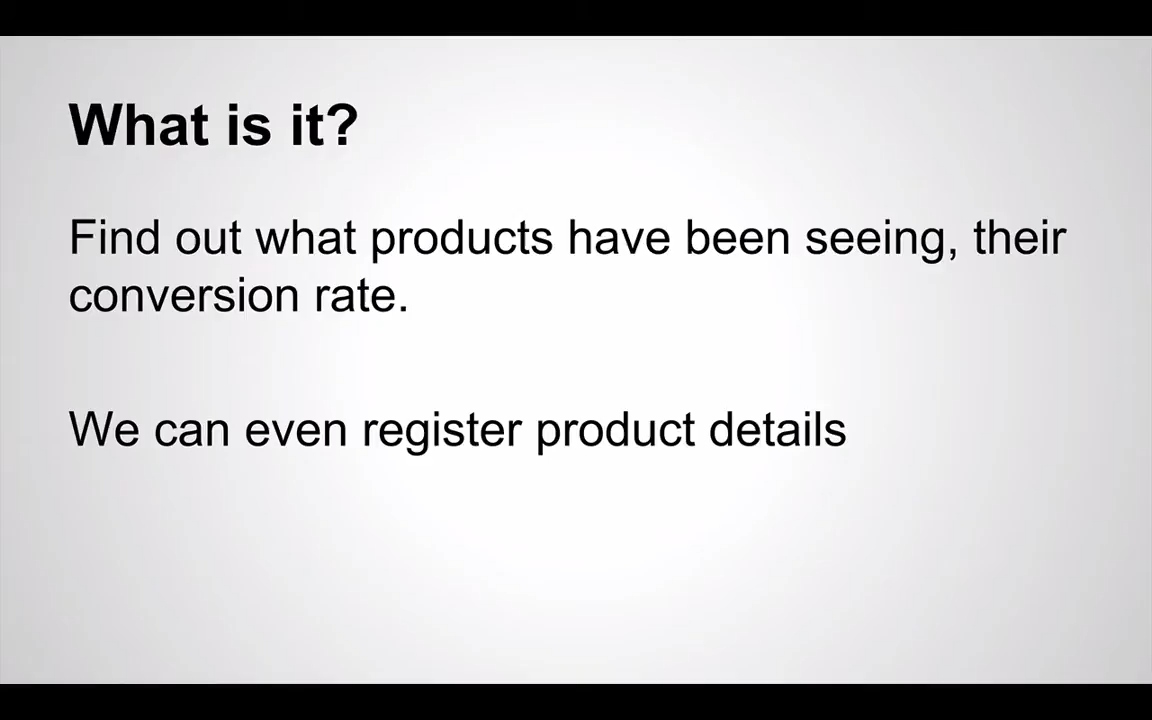 What is it?
Find out what products have been seeing, their
conversion rate.
We can even register product details